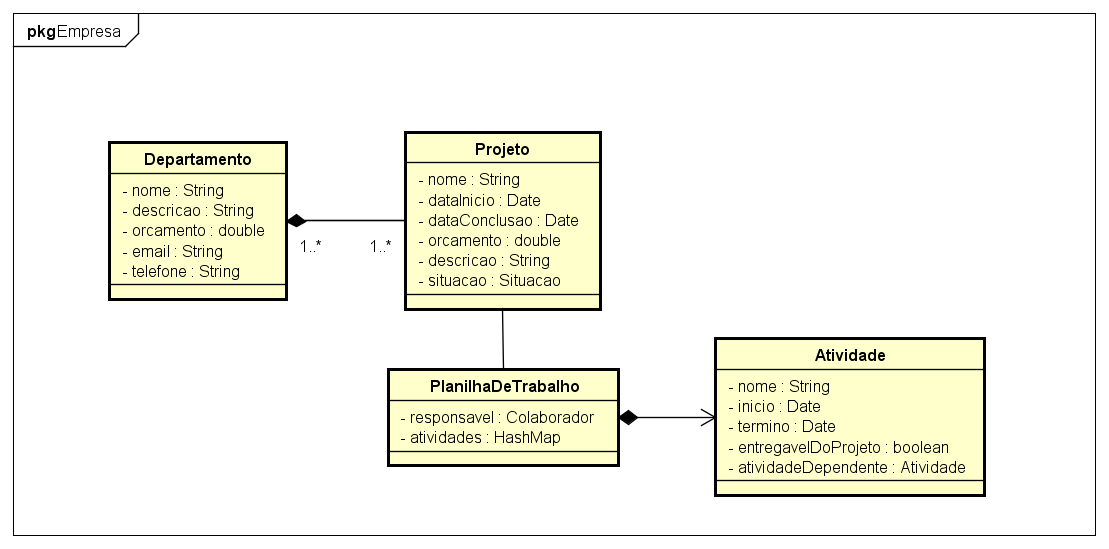 pkgEmpresa
Departamento
- nome : String
- descricao : String
- orcamento : double
- email : String
- telefone : String
1..*
1..*
Projeto
- nome : String
- dataInicio : Date
- dataConclusao : Date
- orcamento : double
- descricao : String
- situacao : Situacao
PlanilhaDeTrabalho
- responsavel : Colaborador
- atividades : HashMap
Atividade
- nome : String
- inicio : Date
- termino : Date
- entregavelDoProjeto : boolean
- atividadeDependente : Atividade